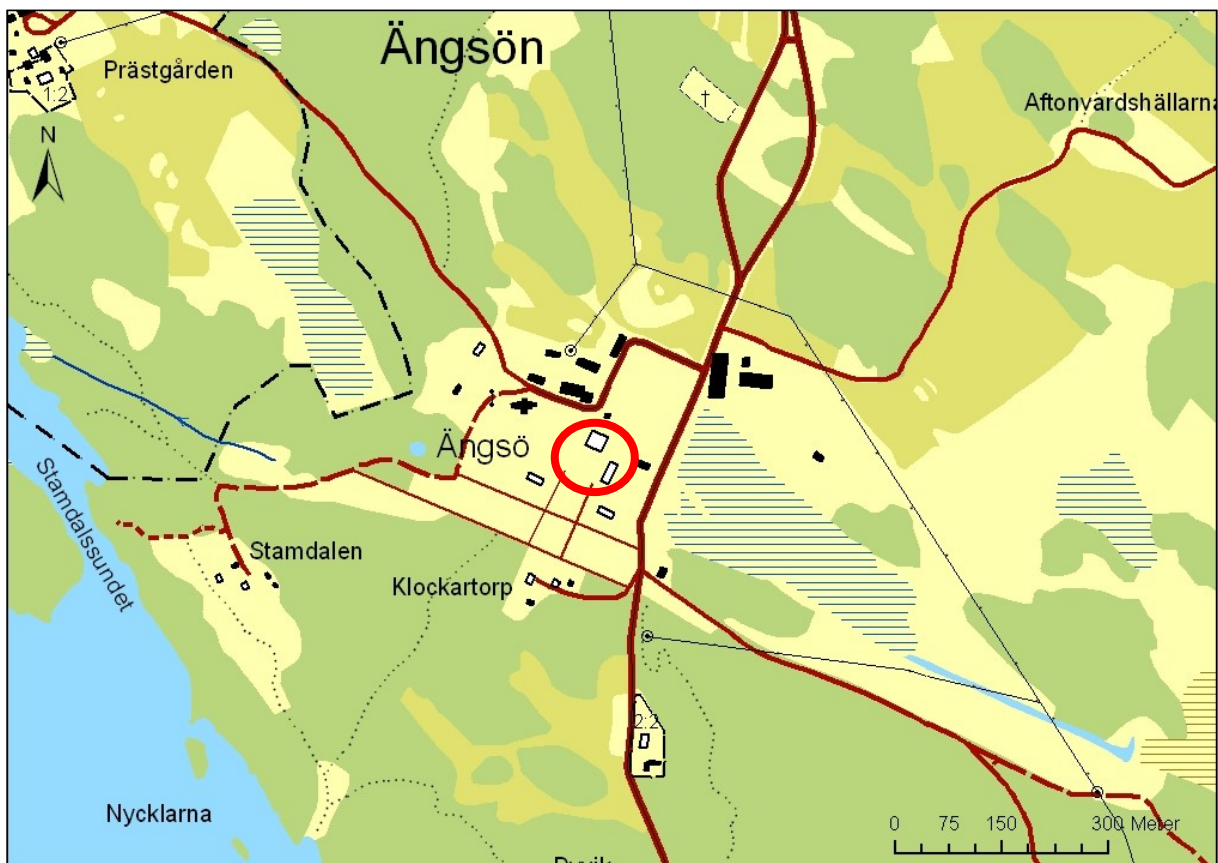 Ängsön
Prästgården
1:2
N
Aftonvardshällarna
Ängsö
Stamdalssundet
Stamdalen
Klockartorp
2:2
Nycklarna
0 75 150 300 Meter